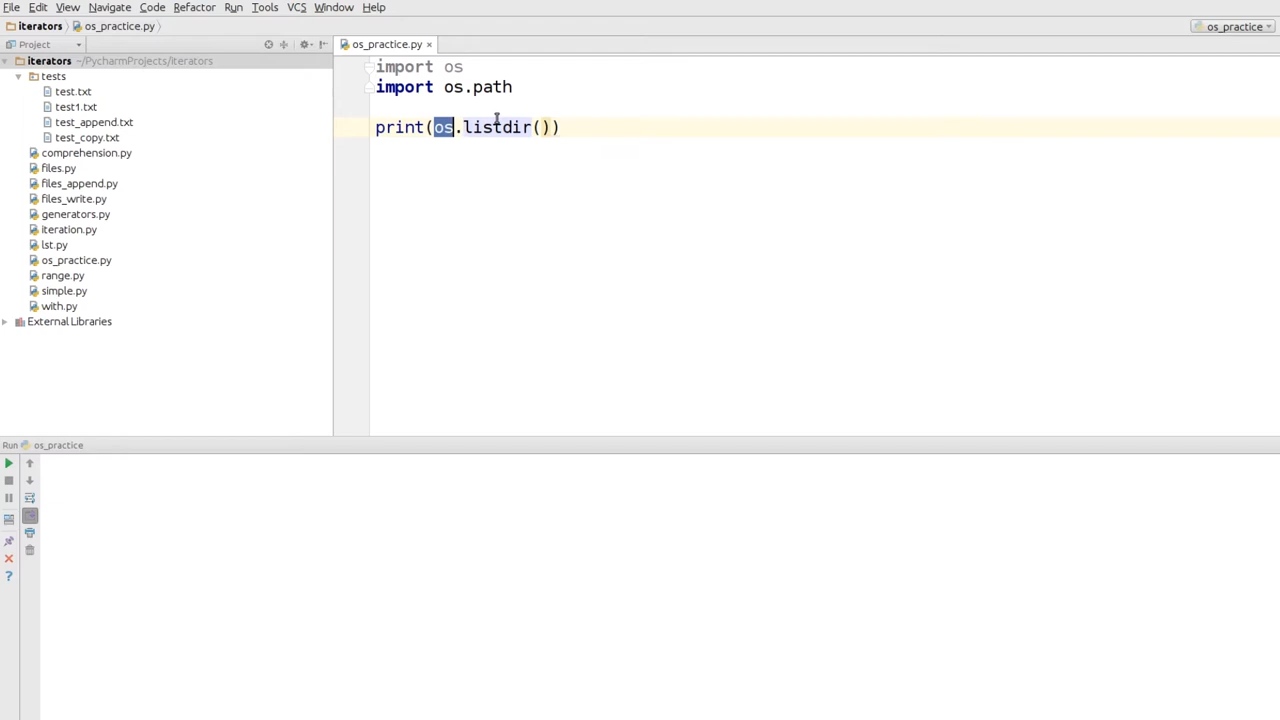 File Edit View Navigate Code Refactor Run Tools VCS Window Help
iterators os_practice.py os_practice
Project os_practice.py ×
iterators ~/PycharmProjects/iterators
tests
test.txt
test1.txt
test_append.txt
test_copy.txt
comprehension.py
files.py
files_append.py
files_write.py
generators.py
iteration.py
lst.py
os_practice.py
range.py
simple.py
with.py
External Libraries
import os
import os.path
print(os.listdir())
Run os_practice